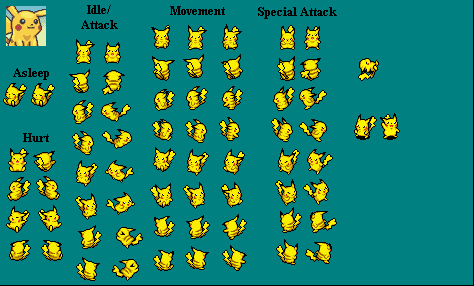 Idle/
Attack
Movement
Special Attack
Asleep
Hurt